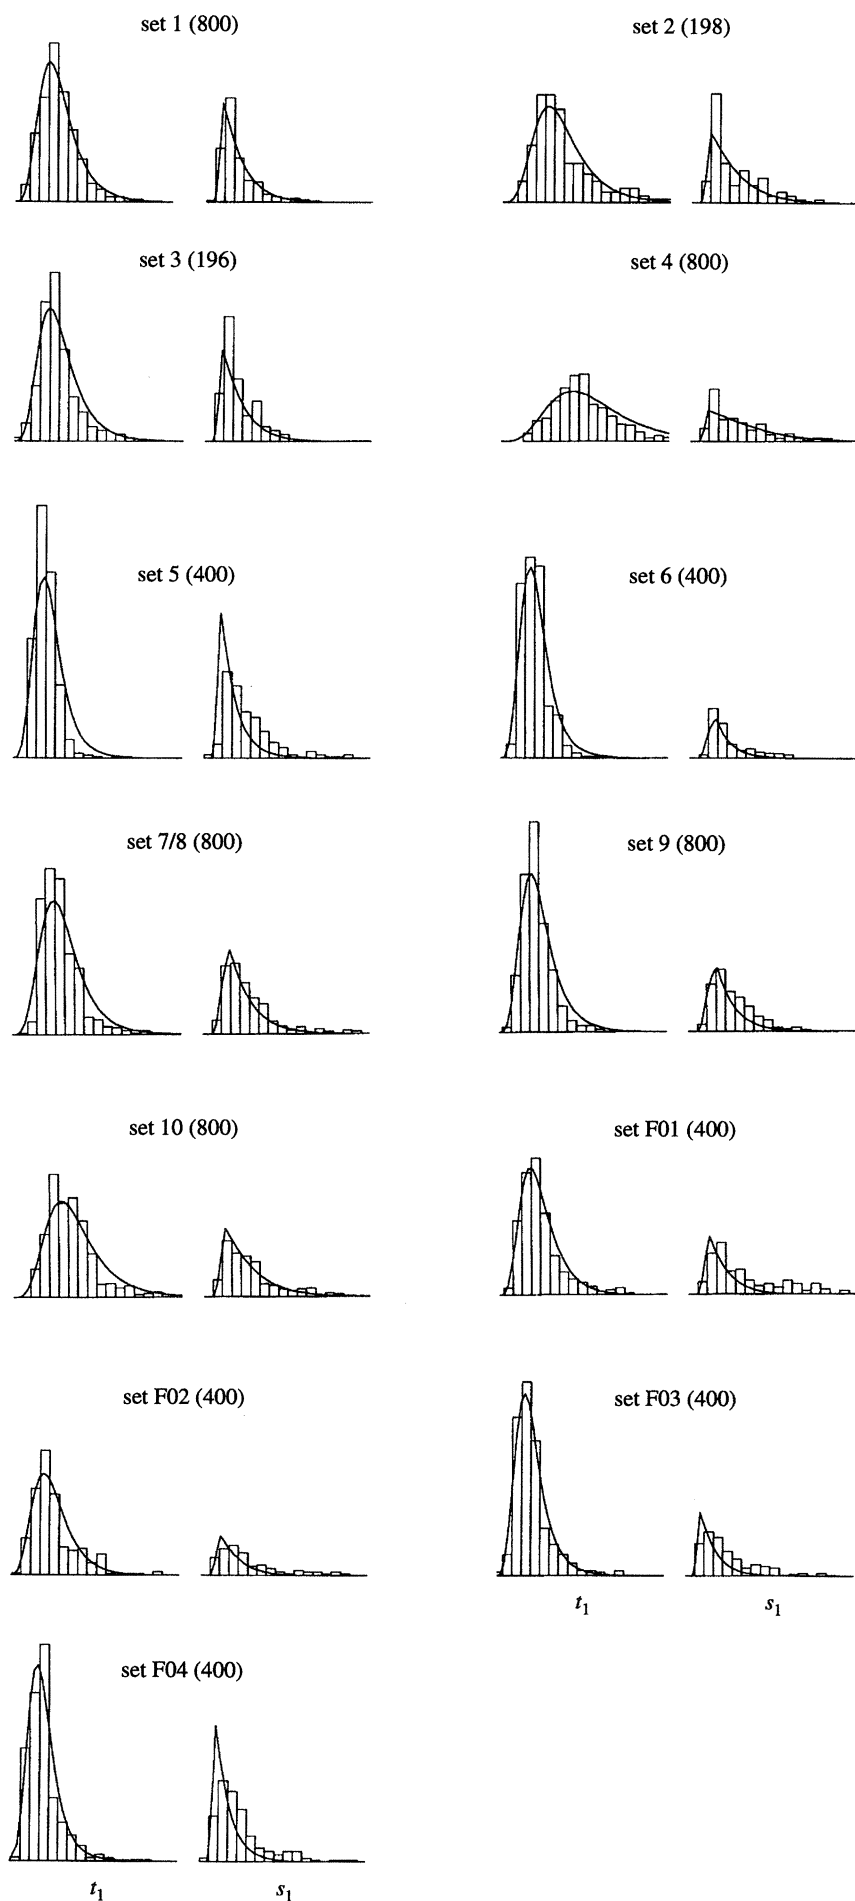 set 1 (800)
set 2 (198)
set 3 (196)
set 4 (800)
set 5 (400)
set 6 (400)
set 7/8 (800)
set 9 (800)
set 10 (800)
set F01 (400)
set F02 (400)
set F03 (400)
t1 s1
set F04 (400)
t1 s1